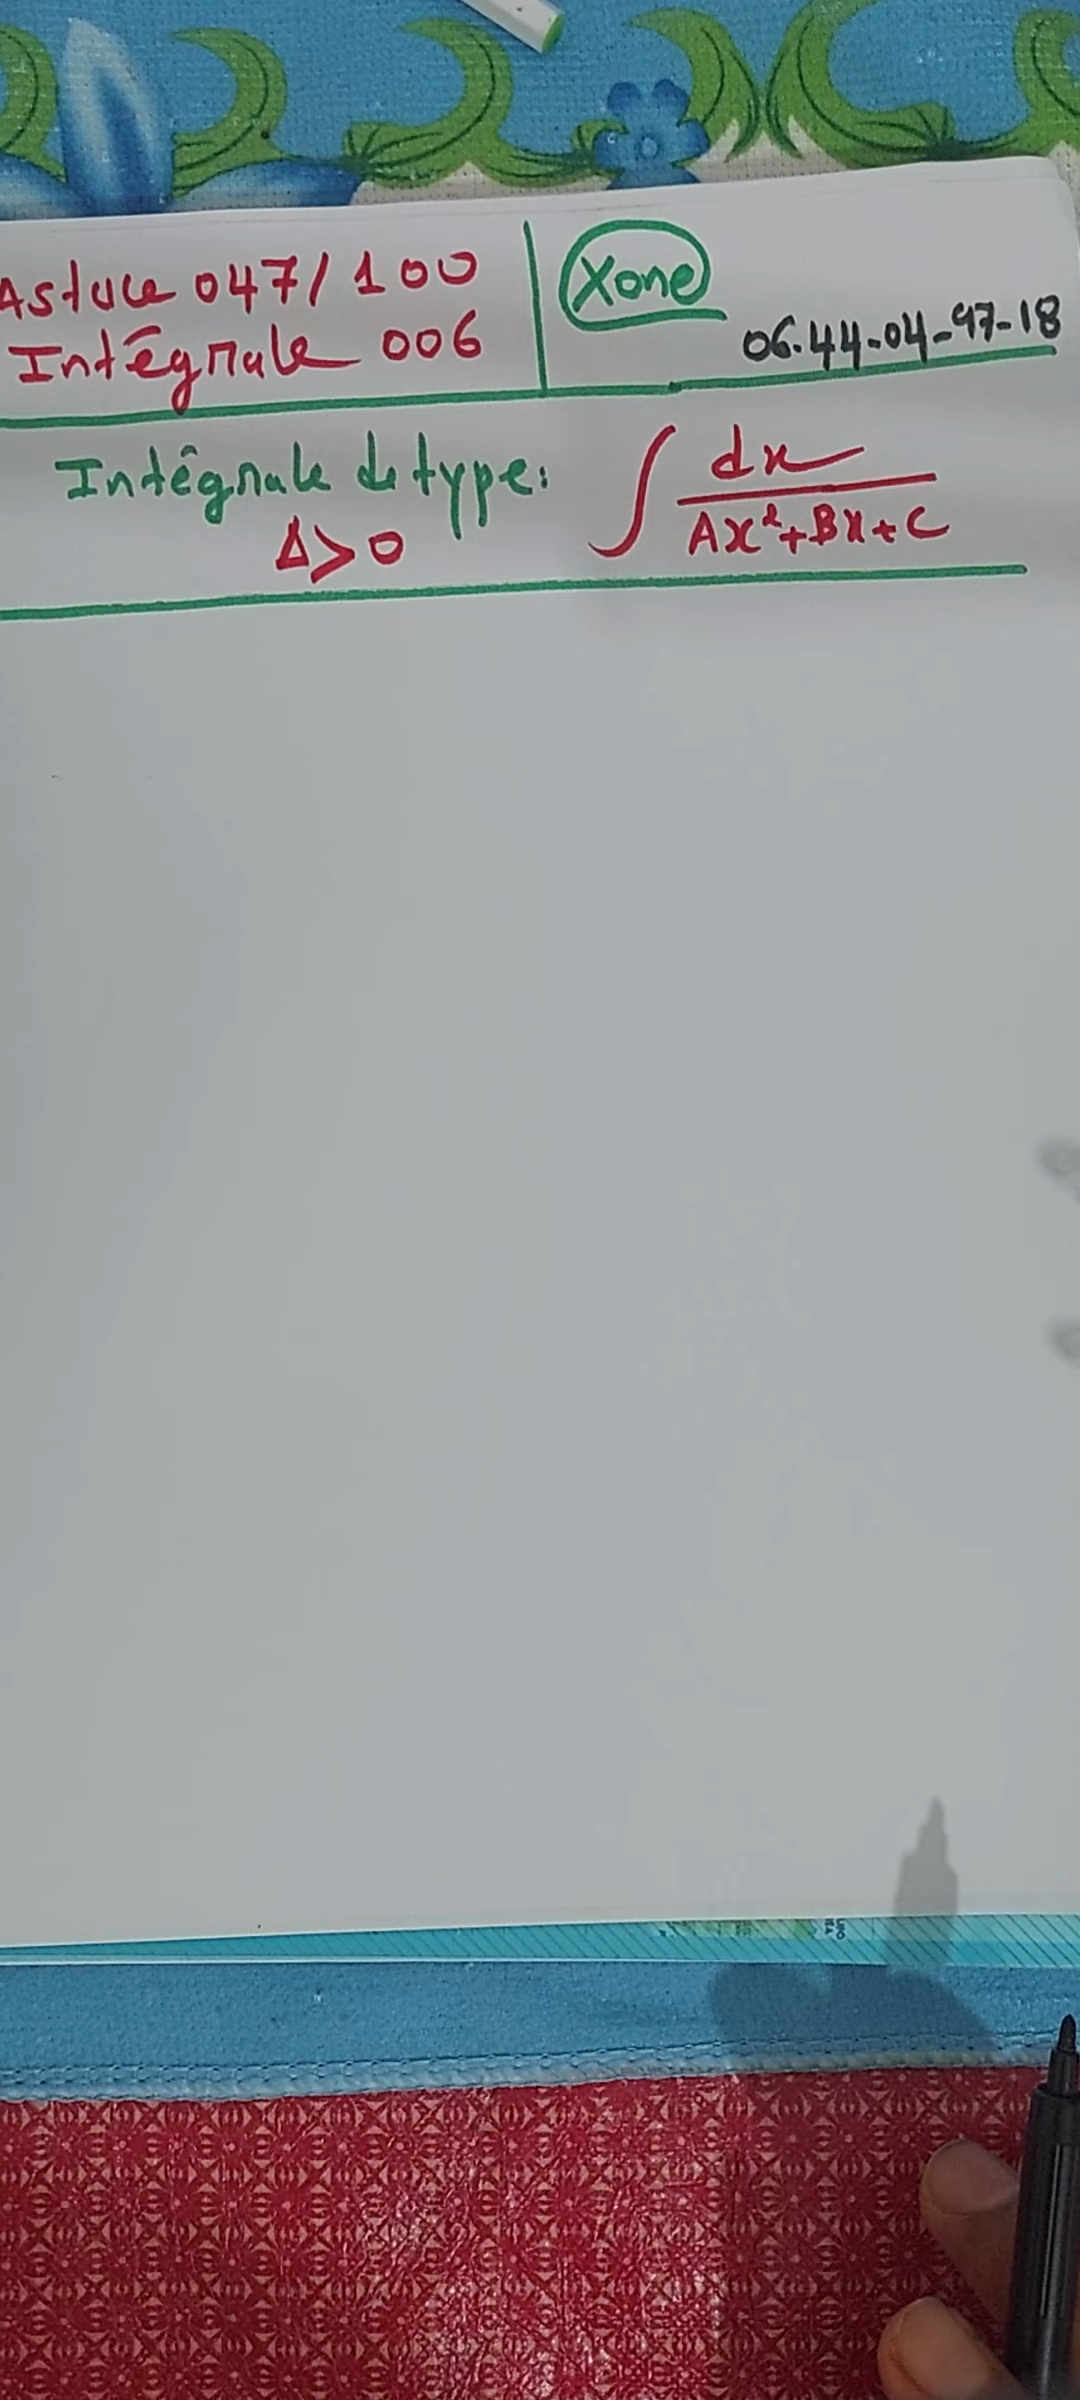 Astuce 047/100
Intégrale 006
Xone
06.44-04-97-18
Intégrale de type: ∫ dx / Ax²+Bx+C
Δ>0